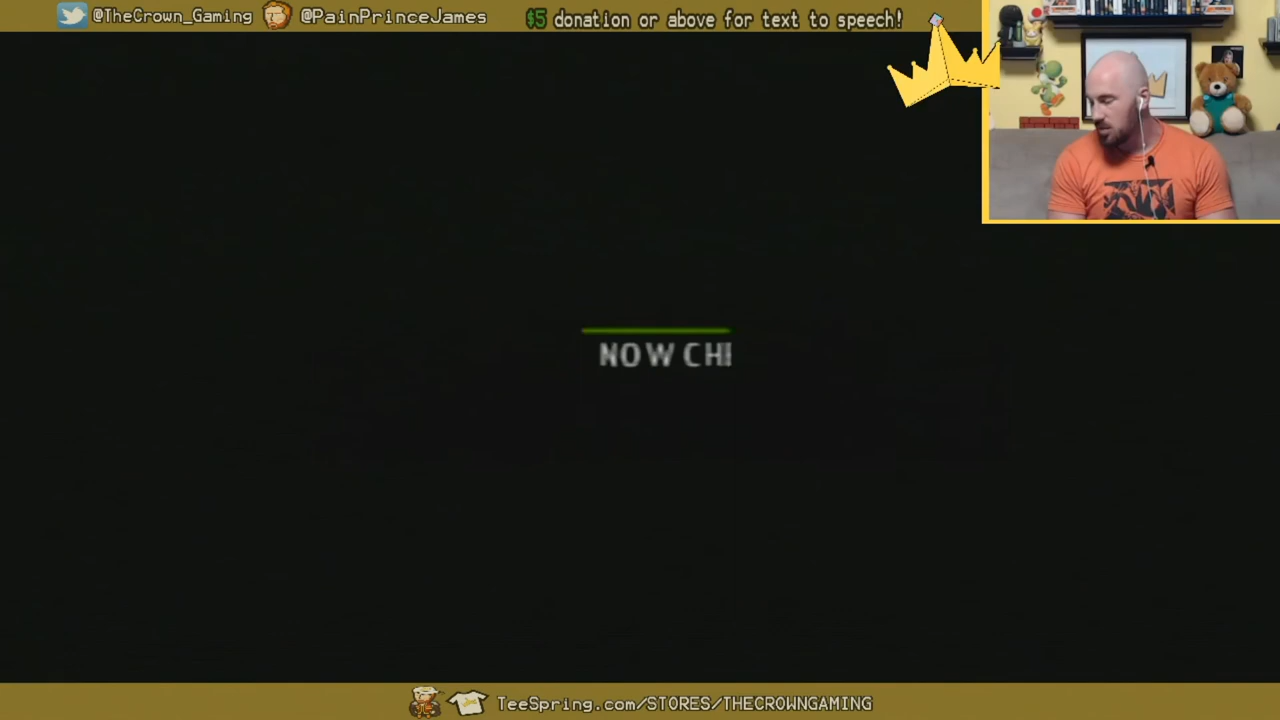 @TheCrown_Gaming @PainPrinceJames $5 donation or above for text to speech!
NOW CH
TeeSpring.com/STORES/THECROWNGAMING